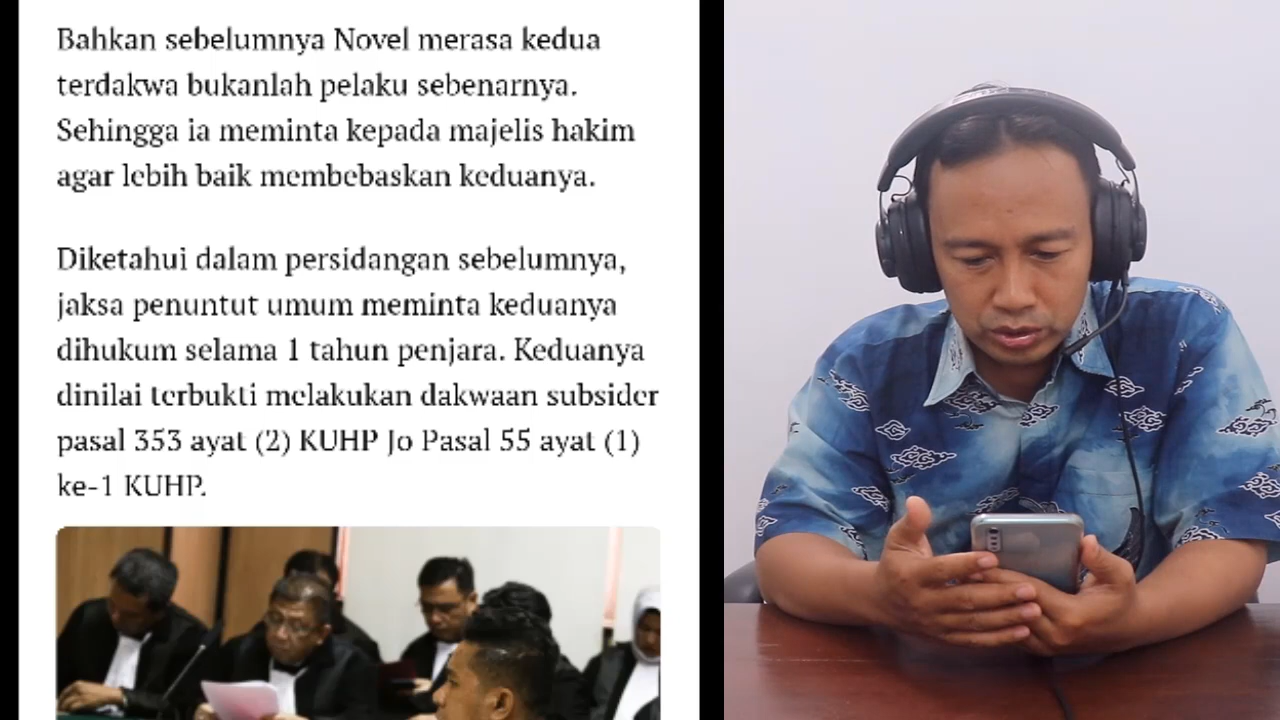 Bahkan sebelumnya Novel merasa kedua
terdakwa bukanlah pelaku sebenarnya.
Sehingga ia meminta kepada majelis hakim
agar lebih baik membebaskan keduanya.
Diketahui dalam persidangan sebelumnya,
jaksa penuntut umum meminta keduanya
dihukum selama 1 tahun penjara. Keduanya
dinilai terbukti melakukan dakwaan subsider
pasal 353 ayat (2) KUHP Jo Pasal 55 ayat (1)
ke-1 KUHP.